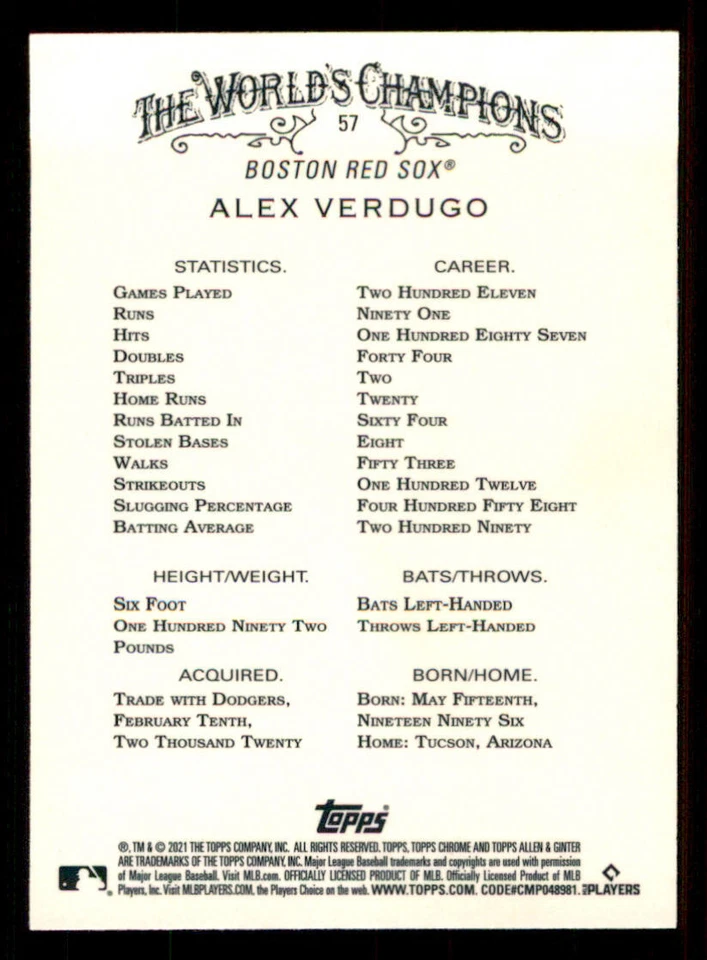 THE WORLD'S CHAMPIONS
57
BOSTON RED SOX®
ALEX VERDUGO
STATISTICS. CAREER.
GAMES PLAYED TWO HUNDRED ELEVEN
RUNS NINETY ONE
HITS ONE HUNDRED EIGHTY SEVEN
DOUBLES FORTY FOUR
TRIPLES TWO
HOME RUNS TWENTY
RUNS BATTED IN SIXTY FOUR
STOLEN BASES EIGHT
WALKS FIFTY THREE
STRIKEOUTS ONE HUNDRED TWELVE
SLUGGING PERCENTAGE FOUR HUNDRED FIFTY EIGHT
BATTING AVERAGE TWO HUNDRED NINETY
HEIGHT/WEIGHT. BATS/THROWS.
SIX FOOT BATS LEFT-HANDED
ONE HUNDRED NINETY TWO THROWS LEFT-HANDED
POUNDS
ACQUIRED. BORN/HOME.
TRADE WITH DODGERS, BORN: MAY FIFTEENTH,
FEBRUARY TENTH, NINETEEN NINETY SIX
TWO THOUSAND TWENTY HOME: TUCSON, ARIZONA
topps®
®, TM & © 2021 THE TOPPS COMPANY, INC. ALL RIGHTS RESERVED. TOPPS, TOPPS CHROME AND TOPPS ALLEN & GINTER
ARE TRADEMARKS OF THE TOPPS COMPANY, INC. Major League Baseball trademarks and copyrights are used with permission
of Major League Baseball. Visit MLB.com. OFFICIALLY LICENSED PRODUCT OF MLB. Officially Licensed Product of MLB
Players, Inc. Visit MLBPLAYERS.COM, the Players Choice on the web. WWW.TOPPS.COM. CODE#CMP048981. MLBPLAYERS